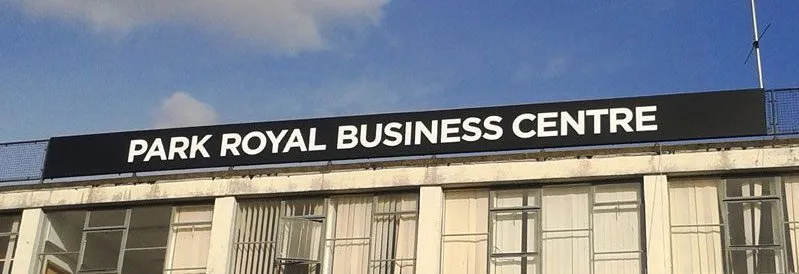 PARK ROYAL BUSINESS CENTRE